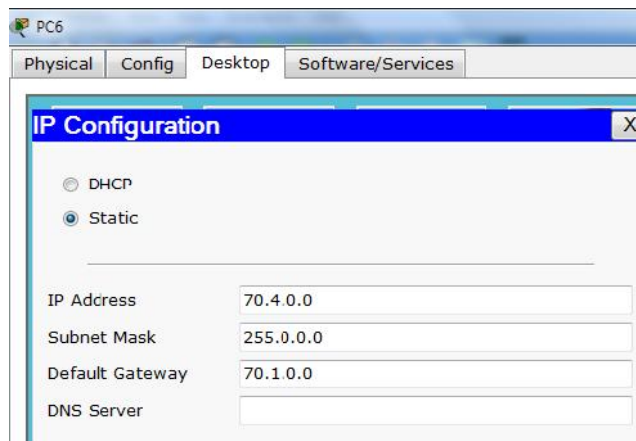 PC6
Physical Config Desktop Software/Services
IP Configuration X
DHCP
Static
IP Address 70.4.0.0
Subnet Mask 255.0.0.0
Default Gateway 70.1.0.0
DNS Server